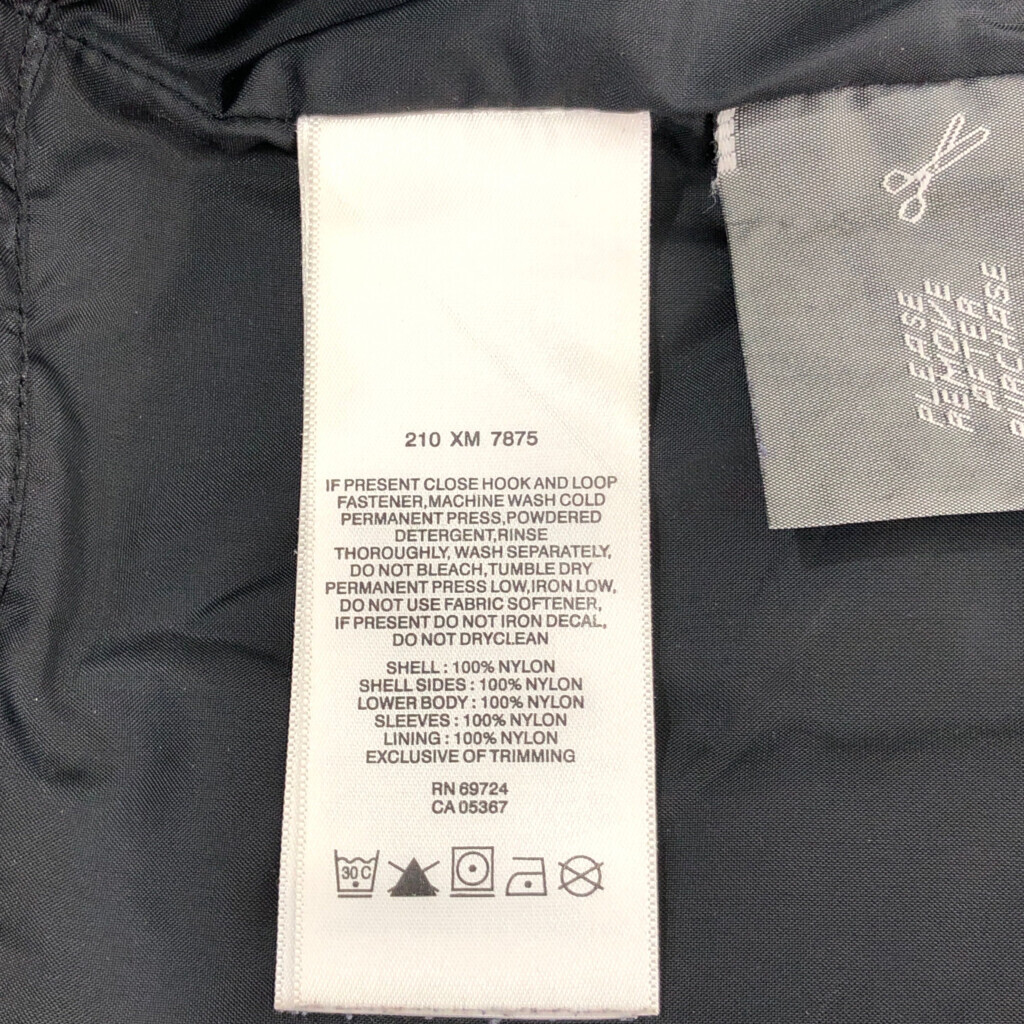 210 XM 7875
IF PRESENT CLOSE HOOK AND LOOP
FASTENER,MACHINE WASH COLD
PERMANENT PRESS,POWDERED
DETERGENT,RINSE
THOROUGHLY, WASH SEPARATELY,
DO NOT BLEACH,TUMBLE DRY
PERMANENT PRESS LOW,IRON LOW,
DO NOT USE FABRIC SOFTENER,
IF PRESENT DO NOT IRON DECAL,
DO NOT DRYCLEAN
SHELL : 100% NYLON
SHELL SIDES : 100% NYLON
LOWER BODY : 100% NYLON
SLEEVES : 100% NYLON
LINING : 100% NYLON
EXCLUSIVE OF TRIMMING
RN 69724
CA 05367
30 C
PLEASE
REMOVE
AFTER
PURCHASE